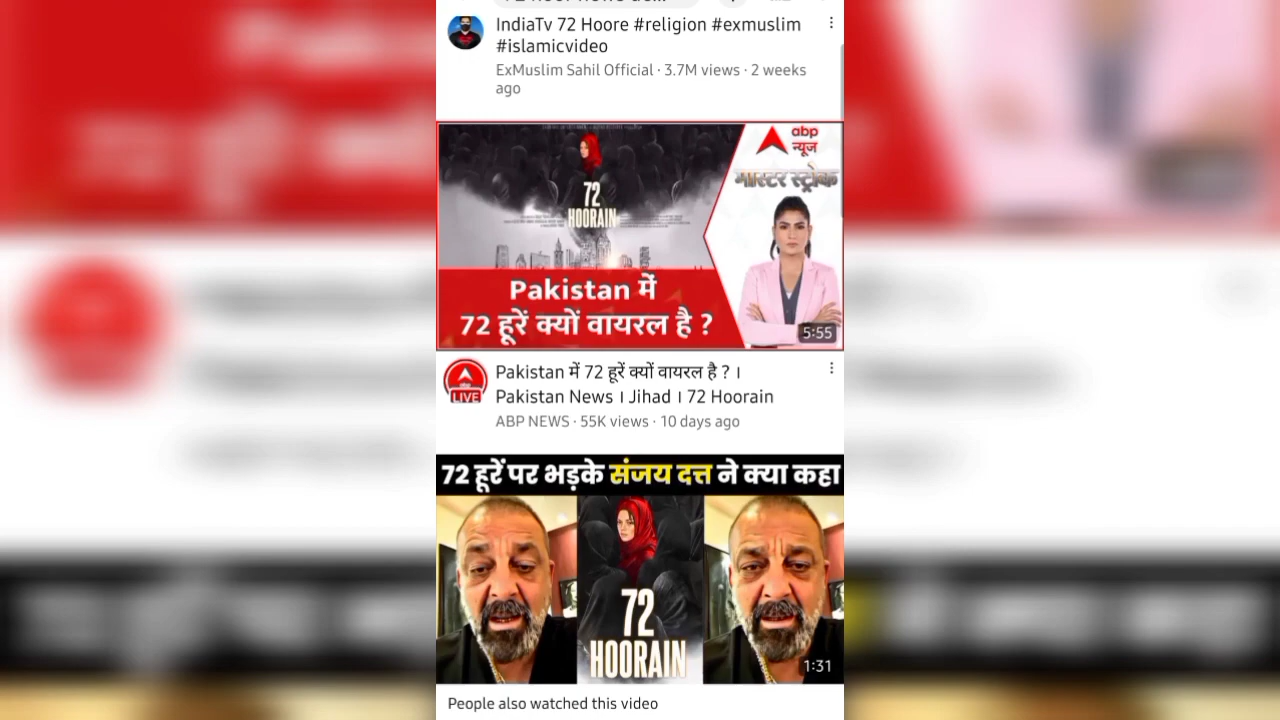 IndiaTv 72 Hoore #religion #exmuslim
#islamicvideo
ExMuslim Sahil Official · 3.7M views · 2 weeks
ago
abp
न्यूज़
मास्टर स्ट्रोक
72
HOORAIN
Pakistan में
72 हूरें क्यों वायरल है ?
5:55
LIVE
Pakistan में 72 हूरें क्यों वायरल है ? ।
Pakistan News । Jihad । 72 Hoorain
ABP NEWS · 55K views · 10 days ago
72 हूरें पर भड़के संजय दत्त ने क्या कहा
72
HOORAIN
1:31
People also watched this video